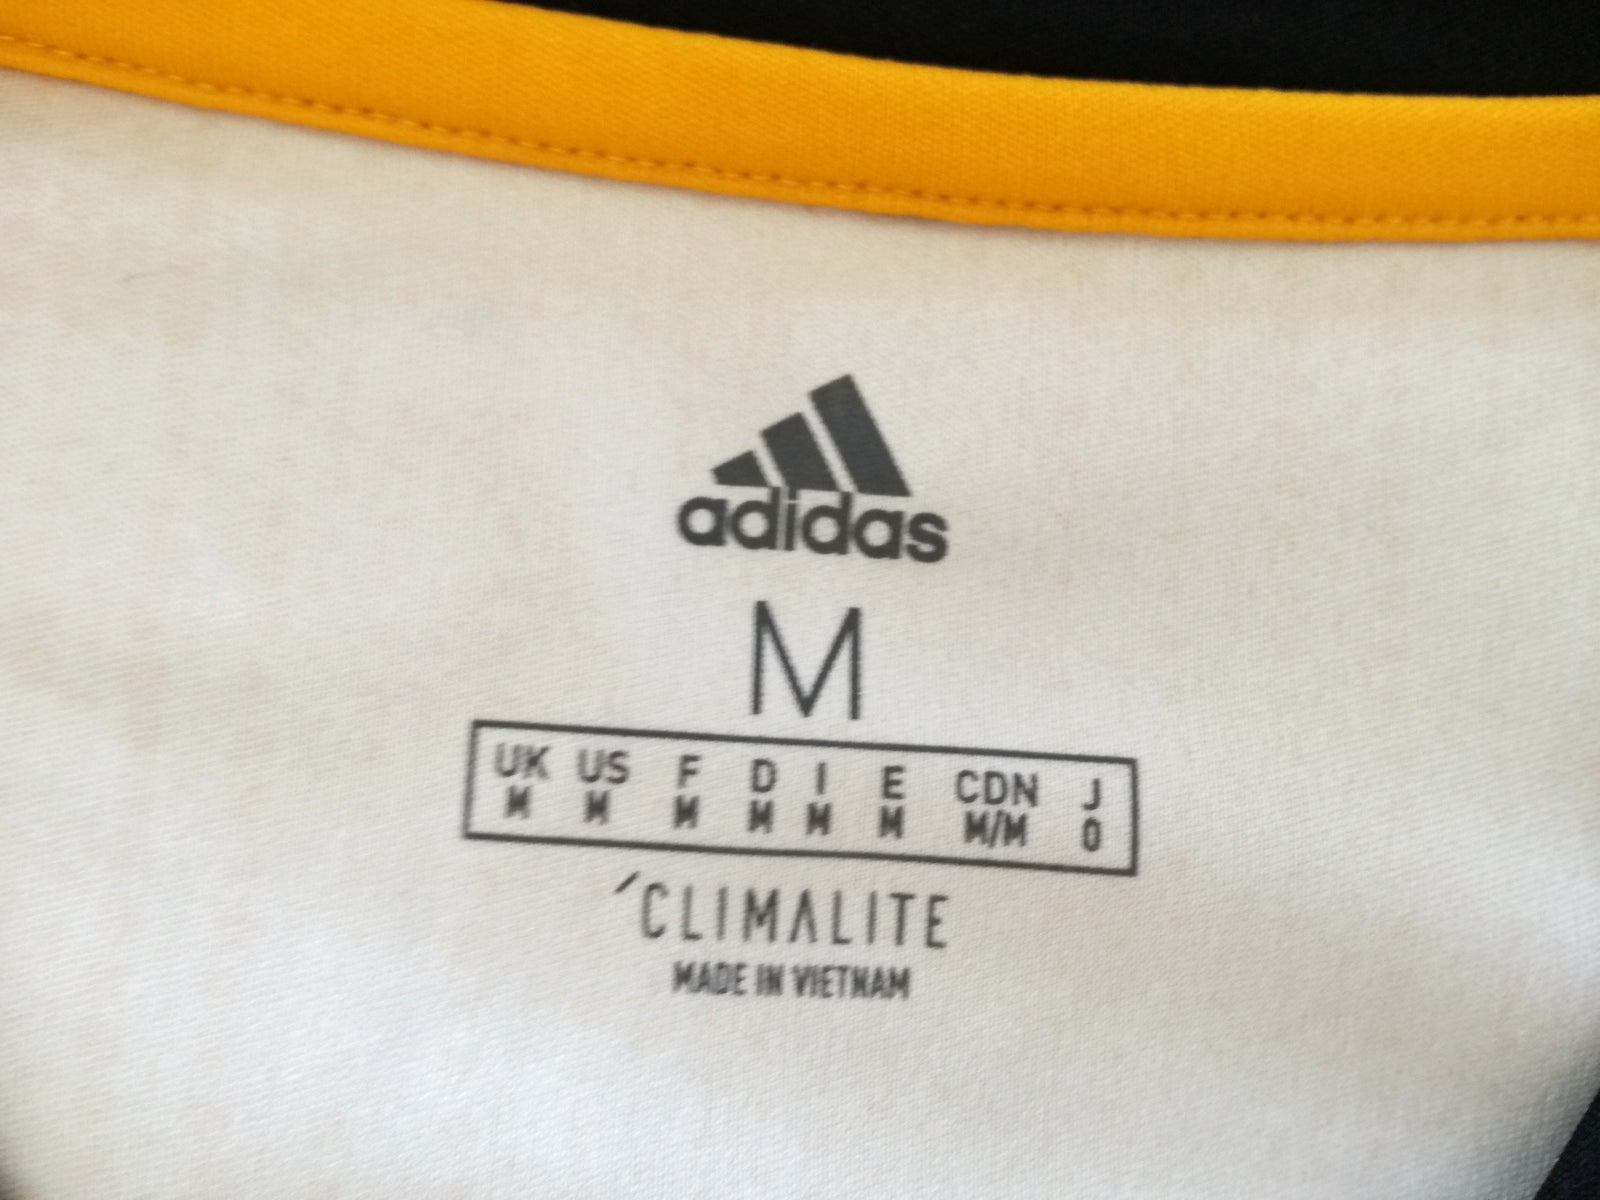 adidas
M
UK US F D I E CDN J
M M M M M M M/M O
´CLIMALITE
MADE IN VIETNAM